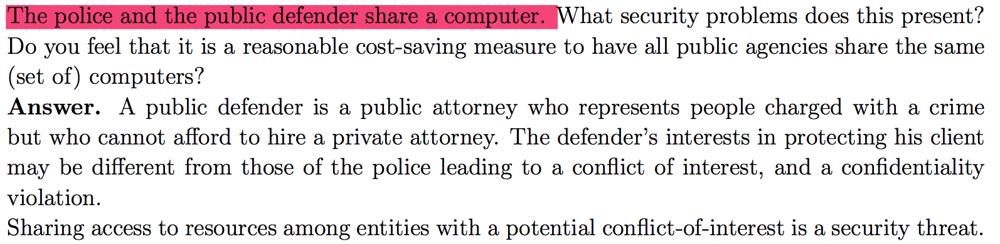 The police and the public defender share a computer. What security problems does this present?
Do you feel that it is a reasonable cost-saving measure to have all public agencies share the same
(set of) computers?
Answer. A public defender is a public attorney who represents people charged with a crime
but who cannot afford to hire a private attorney. The defender's interests in protecting his client
may be different from those of the police leading to a conflict of interest, and a confidentiality
violation.
Sharing access to resources among entities with a potential conflict-of-interest is a security threat.